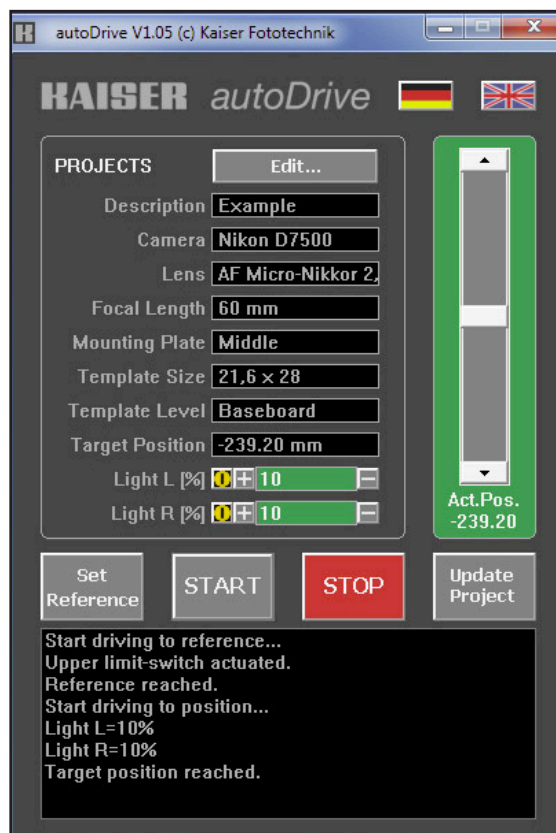 autoDrive V1.05 (c) Kaiser Fototechnik
KAISER autoDrive
PROJECTS Edit...
Description Example
Camera Nikon D7500
Lens AF Micro-Nikkor 2,
Focal Length 60 mm
Mounting Plate Middle
Template Size 21,6 x 28
Template Level Baseboard
Target Position -239.20 mm
Light L [%] + 10 −
Light R [%] + 10 −
Act.Pos.
-239.20
Set
Reference
START
STOP
Update
Project
Start driving to reference...
Upper limit-switch actuated.
Reference reached.
Start driving to position...
Light L=10%
Light R=10%
Target position reached.